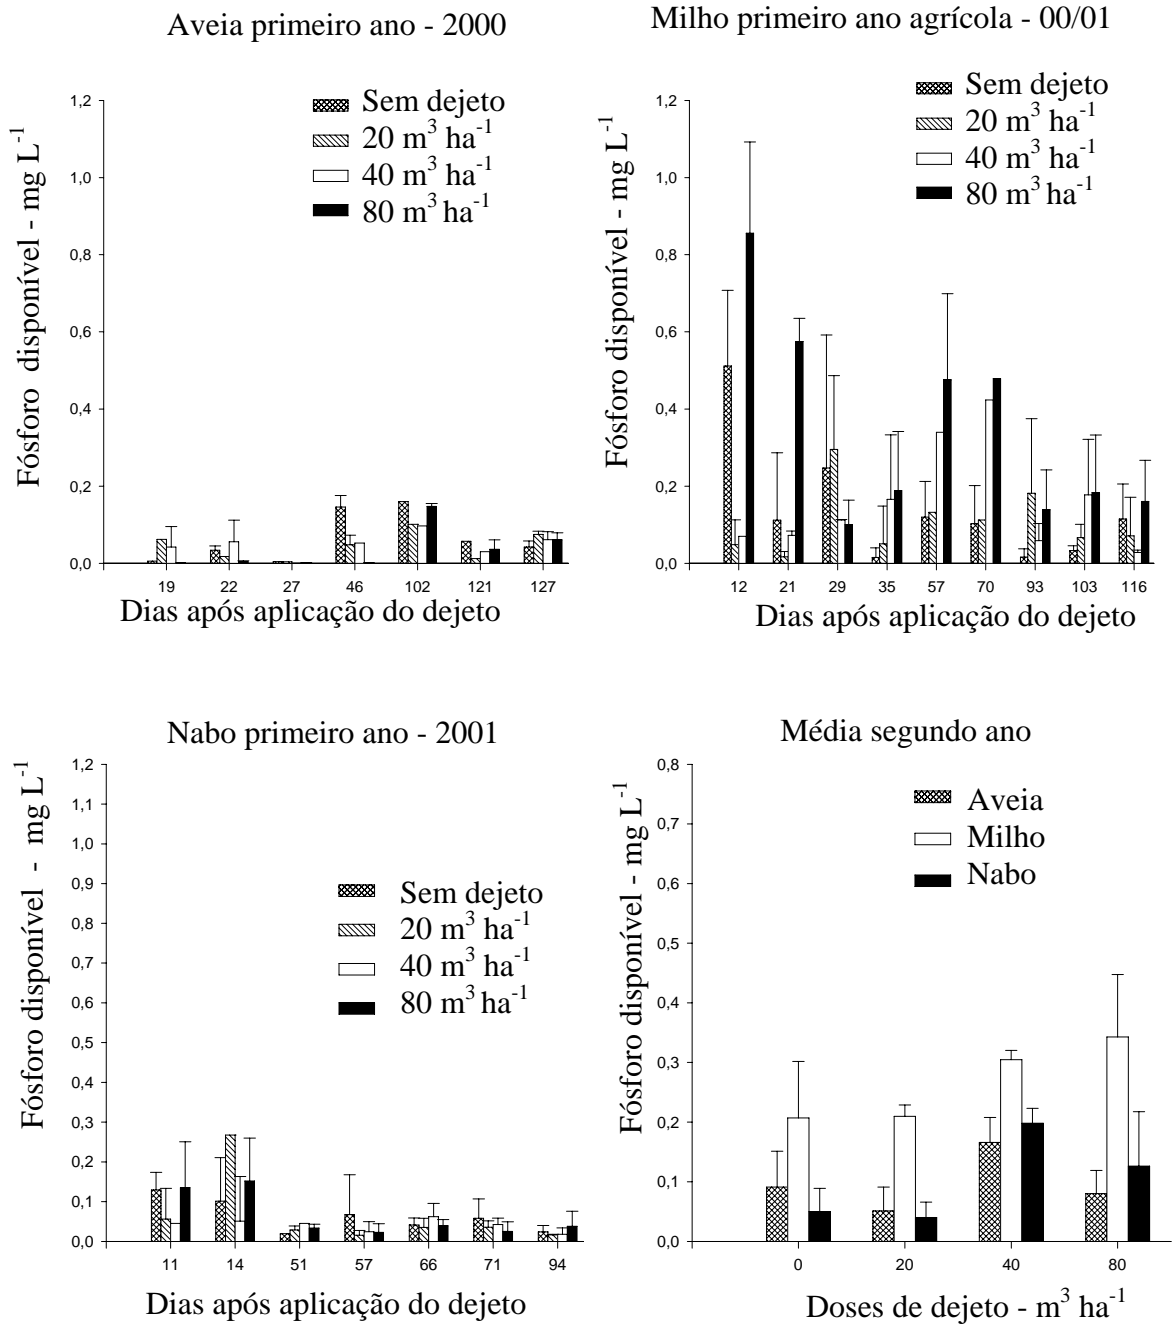 Aveia primeiro ano - 2000
Fósforo disponível - mg L⁻¹
1,2
1,0
0,8
0,6
0,4
0,2
0,0
Sem dejeto
20 m³ ha⁻¹
40 m³ ha⁻¹
80 m³ ha⁻¹
19 22 27 46 102 121 127
Dias após aplicação do dejeto
Milho primeiro ano agrícola - 00/01
Fósforo disponível - mg L⁻¹
1,2
1,0
0,8
0,6
0,4
0,2
0,0
Sem dejeto
20 m³ ha⁻¹
40 m³ ha⁻¹
80 m³ ha⁻¹
12 21 29 35 57 70 93 103 116
Dias após aplicação do dejeto
Nabo primeiro ano - 2001
Fósforo disponível - mg L⁻¹
1,2
1,1
1,0
0,9
0,8
0,7
0,6
0,5
0,4
0,3
0,2
0,1
0,0
Sem dejeto
20 m³ ha⁻¹
40 m³ ha⁻¹
80 m³ ha⁻¹
11 14 51 57 66 71 94
Dias após aplicação do dejeto
Média segundo ano
Fósforo disponível - mg L⁻¹
0,8
0,7
0,6
0,5
0,4
0,3
0,2
0,1
0,0
Aveia
Milho
Nabo
0 20 40 80
Doses de dejeto - m³ ha⁻¹